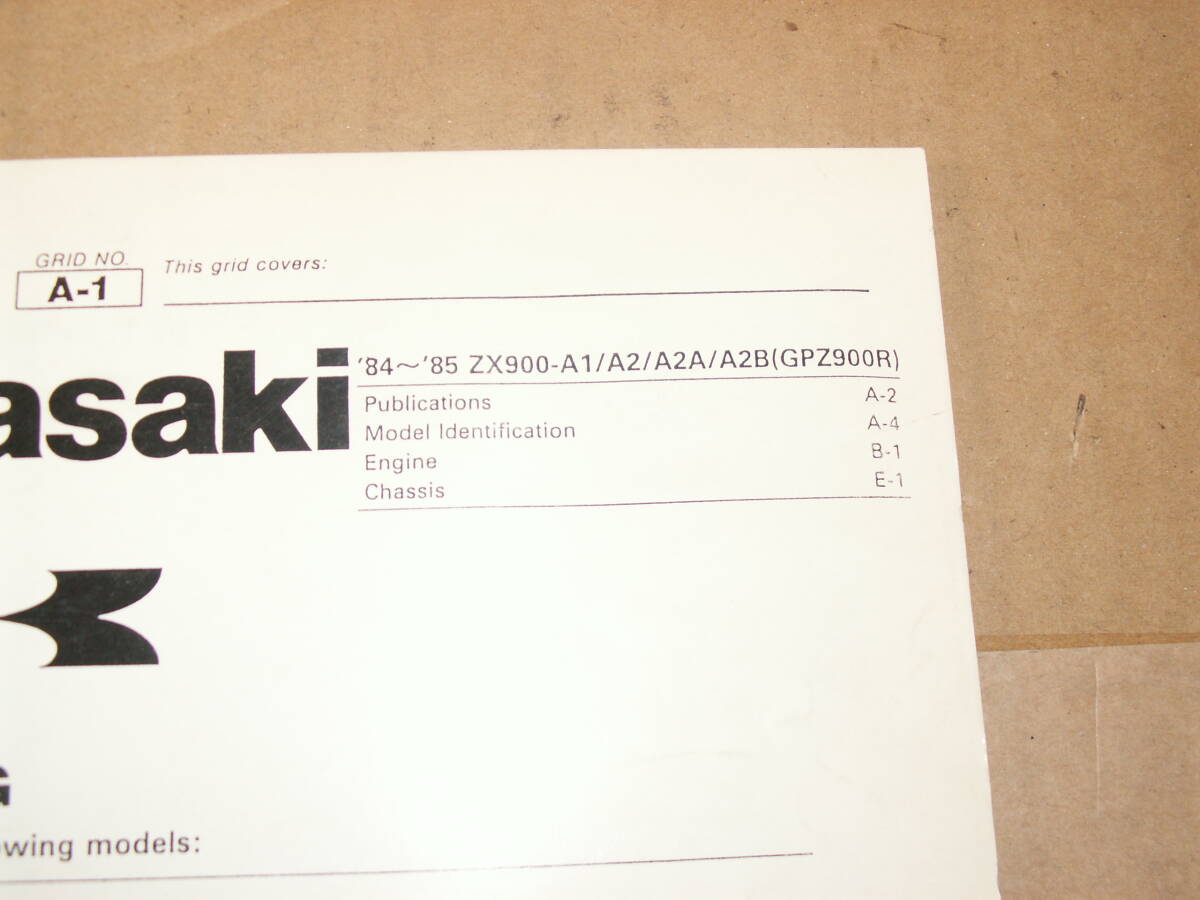 GRID NO.
A-1
This grid covers:
asaki
'84～'85 ZX900-A1/A2/A2A/A2B(GPZ900R)
Publications A-2
Model Identification A-4
Engine B-1
Chassis E-1
G
owing models: